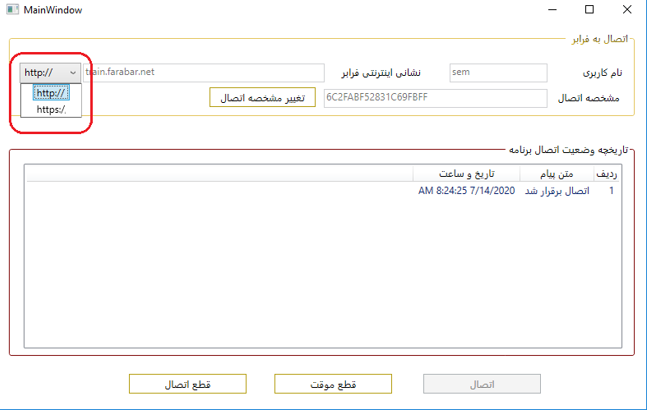 MainWindow
اتصال به فرابر
نام کاربری sem نشانی اینترنتی فرابر train.farabar.net http://
http://
https:/.
مشخصه اتصال 6C2FABF52831C69FBFF تغییر مشخصه اتصال
تاریخچه وضعیت اتصال برنامه
ردیف متن پیام تاریخ و ساعت
1 اتصال برقرار شد 7/14/2020 8:24:25 AM
اتصال قطع موقت قطع اتصال